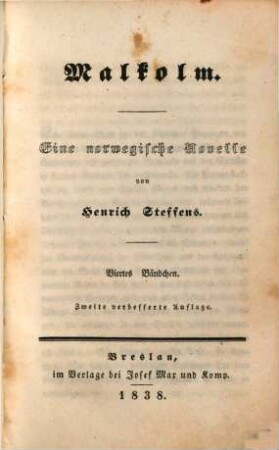 Malkolm.
Eine norwegische Novelle
von
Henrich Steffens.
Viertes Bändchen.
Zweite verbesserte Auflage.
Breslau,
im Verlage bei Josef Max und Komp.
1838.